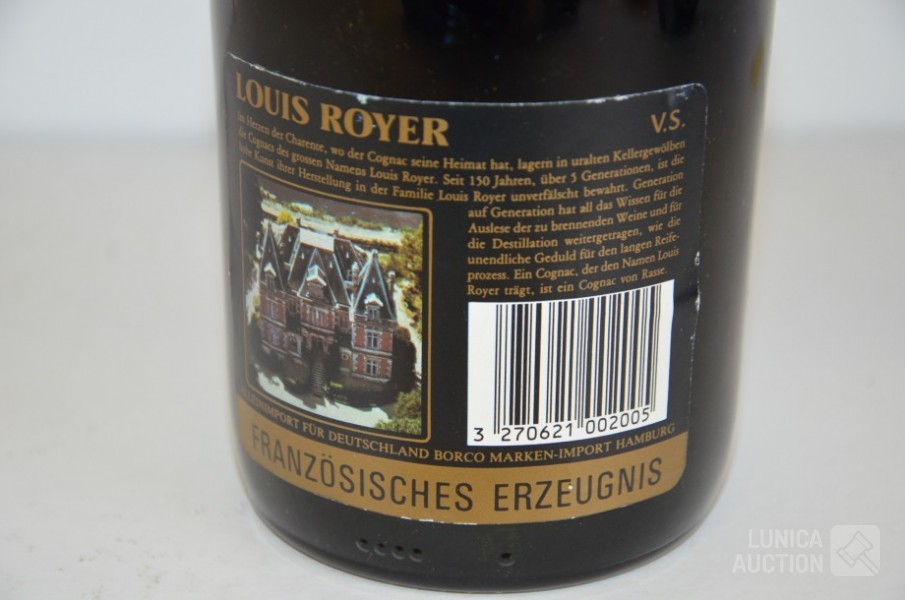 LOUIS ROYER
V.S.
Im Herzen der Charente, wo der Cognac seine Heimat hat, lagern in uralten Kellergewölben
die Cognacs des grossen Namens Louis Royer. Seit 150 Jahren, über 5 Generationen, ist die
hohe Kunst ihrer Herstellung in der Familie Louis Royer unverfälscht bewahrt. Generation
auf Generation hat all das Wissen für die
Auslese der zu brennenden Weine und für
die Destillation weitergetragen, wie die
unendliche Geduld für den langen Reife-
prozess. Ein Cognac, der den Namen Louis
Royer trägt, ist ein Cognac von Rasse.
3 270621 002005
ALLEINIMPORT FÜR DEUTSCHLAND BORCO MARKEN-IMPORT HAMBURG
FRANZÖSISCHES ERZEUGNIS
LUNICA
AUCTION